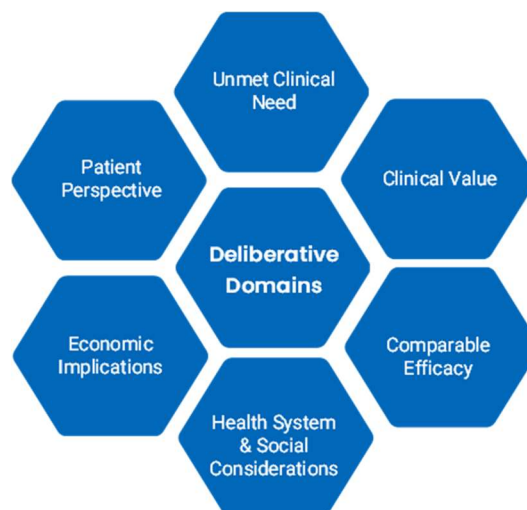 Unmet Clinical
Need
Patient
Perspective
Clinical Value
Deliberative
Domains
Economic
Implications
Comparable
Efficacy
Health System
& Social
Considerations